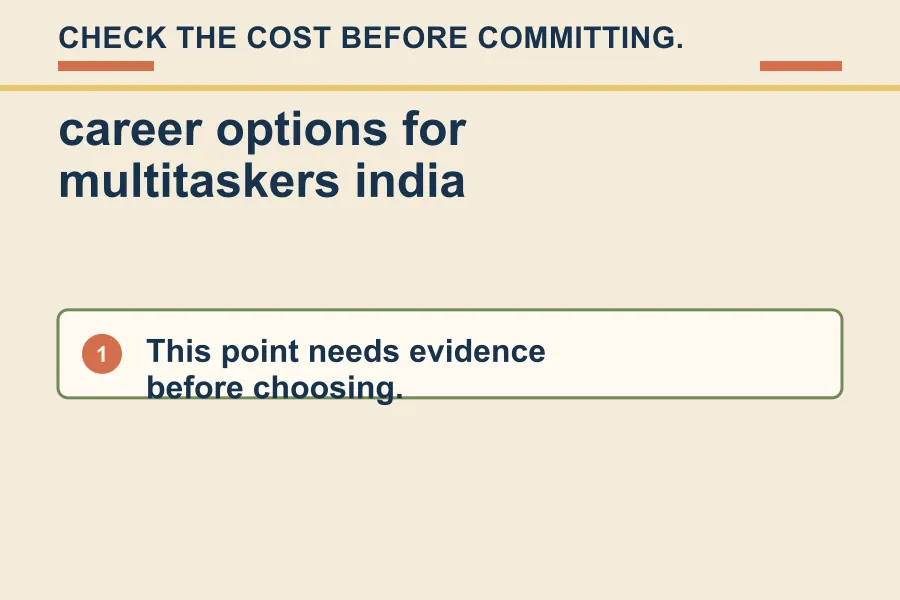 CHECK THE COST BEFORE COMMITTING.
career options for
multitaskers india
1
This point needs evidence
before choosing.